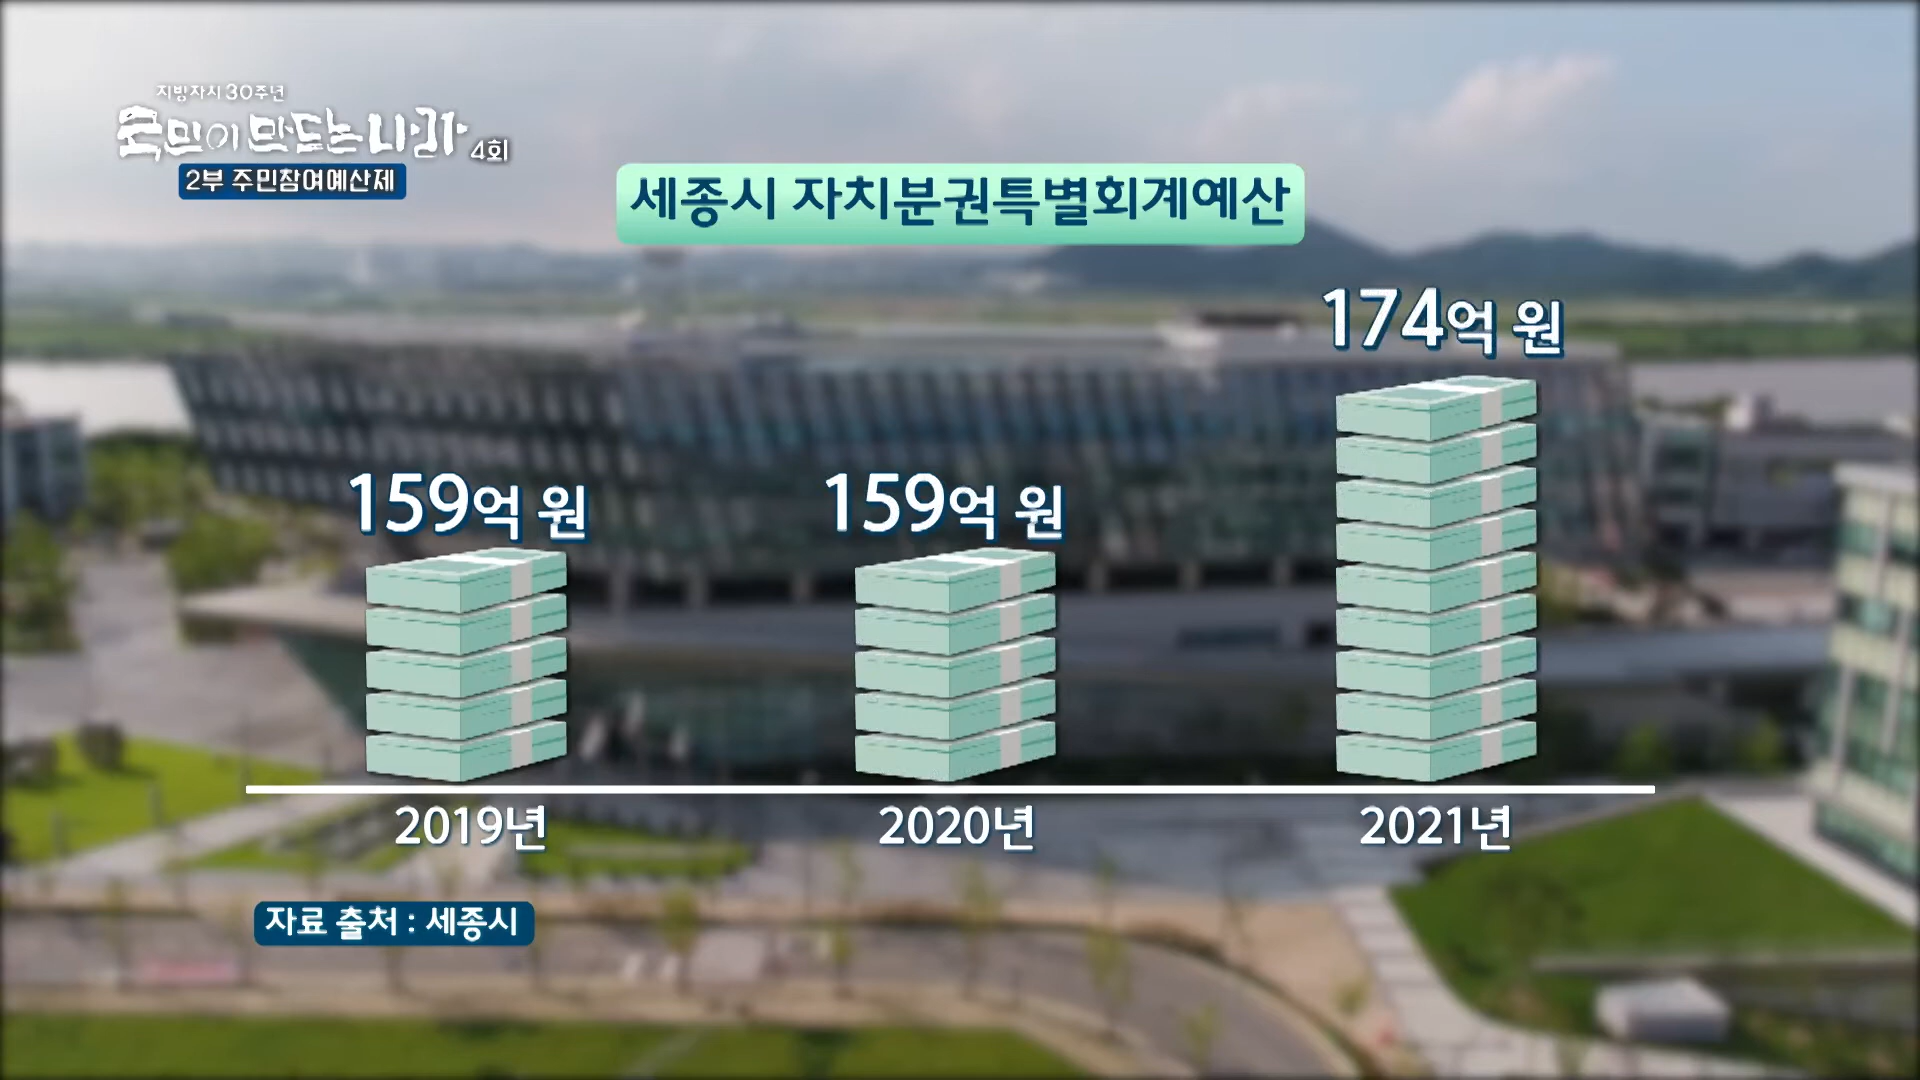 지방자시 30주년
국민이 만드는 나라 4회
2부 주민참여예산제
세종시 자치분권특별회계예산
174억 원
159억 원
159억 원
2019년
2020년
2021년
자료 출처 : 세종시